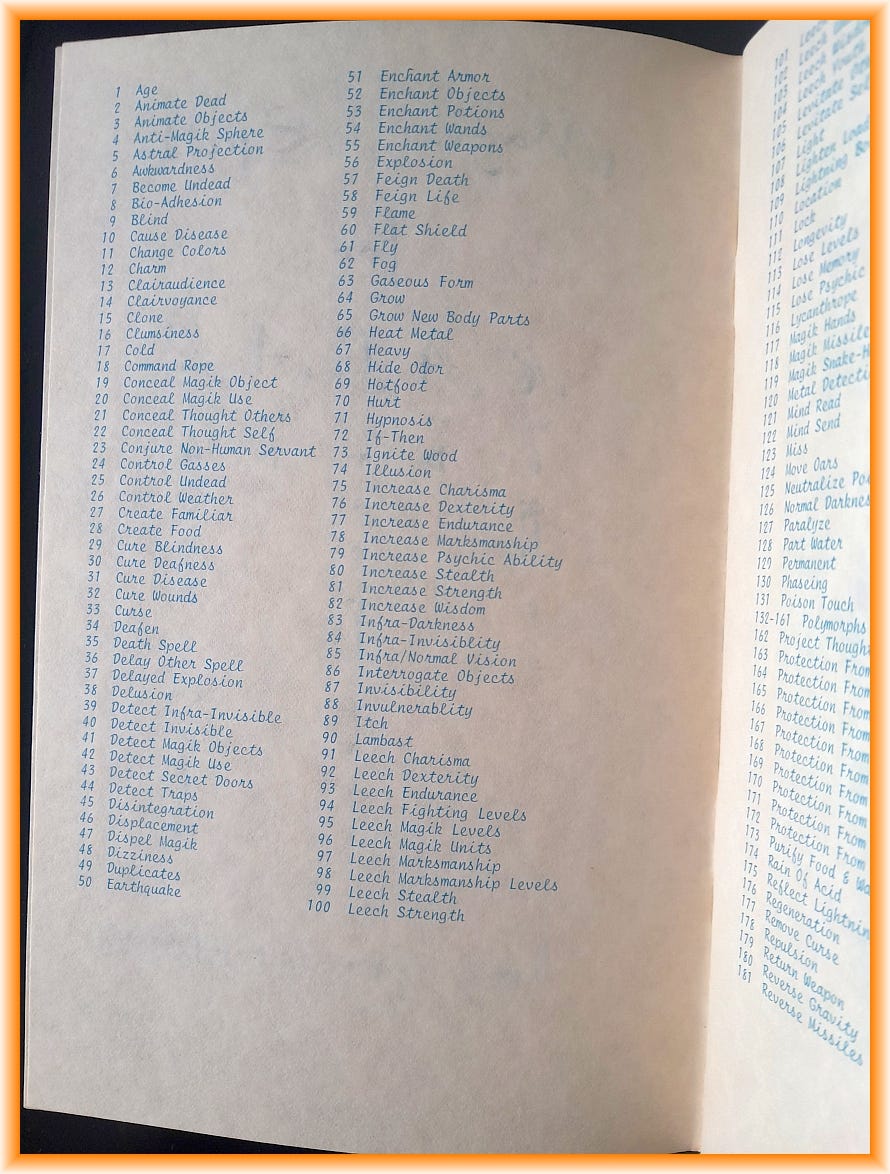 1 Age
2 Animate Dead
3 Animate Objects
4 Anti-Magik Sphere
5 Astral Projection
6 Awkwardness
7 Become Undead
8 Bio-Adhesion
9 Blind
10 Cause Disease
11 Change Colors
12 Charm
13 Clairaudience
14 Clairvoyance
15 Clone
16 Clumsiness
17 Cold
18 Command Rope
19 Conceal Magik Object
20 Conceal Magik Use
21 Conceal Thought Others
22 Conceal Thought Self
23 Conjure Non-Human Servant
24 Control Gasses
25 Control Undead
26 Control Weather
27 Create Familiar
28 Create Food
29 Cure Blindness
30 Cure Deafness
31 Cure Disease
32 Cure Wounds
33 Curse
34 Deafen
35 Death Spell
36 Delay Other Spell
37 Delayed Explosion
38 Delusion
39 Detect Infra-Invisible
40 Detect Invisible
41 Detect Magik Objects
42 Detect Magik Use
43 Detect Secret Doors
44 Detect Traps
45 Disintegration
46 Displacement
47 Dispel Magik
48 Dizziness
49 Duplicates
50 Earthquake
51 Enchant Armor
52 Enchant Objects
53 Enchant Potions
54 Enchant Wands
55 Enchant Weapons
56 Explosion
57 Feign Death
58 Feign Life
59 Flame
60 Flat Shield
61 Fly
62 Fog
63 Gaseous Form
64 Grow
65 Grow New Body Parts
66 Heat Metal
67 Heavy
68 Hide Odor
69 Hotfoot
70 Hurt
71 Hypnosis
72 If-Then
73 Ignite Wood
74 Illusion
75 Increase Charisma
76 Increase Dexterity
77 Increase Endurance
78 Increase Marksmanship
79 Increase Psychic Ability
80 Increase Stealth
81 Increase Strength
82 Increase Wisdom
83 Infra-Darkness
84 Infra-Invisiblity
85 Infra/Normal Vision
86 Interrogate Objects
87 Invisibility
88 Invulnerablity
89 Itch
90 Lambast
91 Leech Charisma
92 Leech Dexterity
93 Leech Endurance
94 Leech Fighting Levels
95 Leech Magik Levels
96 Leech Magik Units
97 Leech Marksmanship
98 Leech Marksmanship Levels
99 Leech Stealth
100 Leech Strength
101 Leech
102 Leech
103 Leech Youth
104 Levitate
105 Levitate
106 Light
107 Lighten
108 Lightning
109 Location
110 Lock
111 Longevity
112 Lose Levels
113 Lose Memory
114 Lose Psychic
115 Lycanthrope
116 Magik Hands
117 Magik Missile
118 Magik Snake-
119 Metal
120 Mind Read
121 Mind Send
122 Miss
123 Move Oars
124 Neutralize
125 Normal
126 Paralyze
127 Part Water
128 Permanent
129 Phaseing
130 Poison Touch
131 Polymorphs
132-161 Project
162 Protection From
163 Protection From
164 Protection From
165 Protection From
166 Protection From
167 Protection From
168 Protection From
169 Protection From
170 Protection From
171 Protection From
172 Purify Food &
173 Rain Of Acid
174 Reflect
175 Regeneration
176 Remove Curse
177 Repulsion
178 Return Weapon
179 Reverse Gravity
180 Reverse Missiles
181